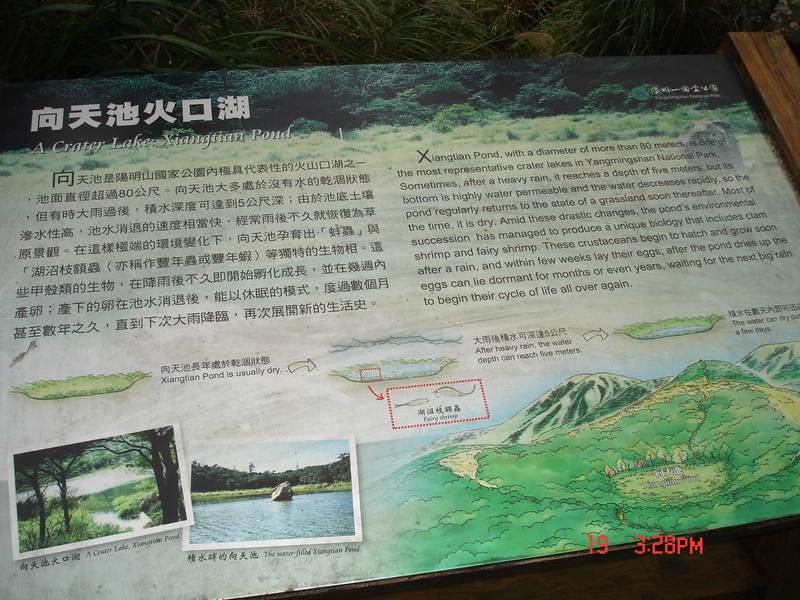 向天池火口湖
A Crater Lake: Xiangtian Pond
陽明山國家公園
Yangmingshan National Park
向天池是陽明山國家公園內極具代表性的火山口湖之一
，池面直徑超過80公尺。向天池大多處於沒有水的乾涸狀態
，但有時大雨過後，積水深度可達到5公尺深；由於池底土壤
滲水性高，池水消退的速度相當快，經常雨後不久就恢復為草
原景觀。在這樣極端的環境變化下，向天池孕育出「蚌蟲」與
「湖沼枝額蟲（亦稱作豐年蟲或豐年蝦）等獨特的生物相。這
些甲殼類的生物，在降雨後不久即開始孵化成長，並在幾週內
產卵；產下的卵在池水消退後，能以休眠的模式，度過數個月
甚至數年之久，直到下次大雨降臨，再次展開新的生活史。
Xiangtian Pond, with a diameter of more than 80 meters, is one of
the most representative crater lakes in Yangmingshan National Park.
Sometimes, after a heavy rain, it reaches a depth of five meters, but its
bottom is highly water permeable and the water decreases rapidly, so the
pond regularly returns to the state of a grassland soon thereafter. Most of
the time, it is dry. Amid these drastic changes, the pond's environmental
succession has managed to produce a unique biology that includes clam
shrimp and fairy shrimp. These crustaceans begin to hatch and grow soon
after a rain, and within few weeks lay their eggs; after the pond dries up the
eggs can lie dormant for months or even years, waiting for the next big rain
to begin their cycle of life all over again.
向天池長年處於乾涸狀態
Xiangtian Pond is usually dry.
大雨後積水可深達5公尺
After heavy rain, the water
depth can reach five meters.
積水在數天內即可
The water can dry out
a few days.
湖沼枝額蟲
Fairy shrimp
向天池
Xiangtian Pond
向天池火口湖 A Crater Lake, Xiangtian Pond
積水時的向天池 The water-filled Xiangtian Pond
19 3:28PM